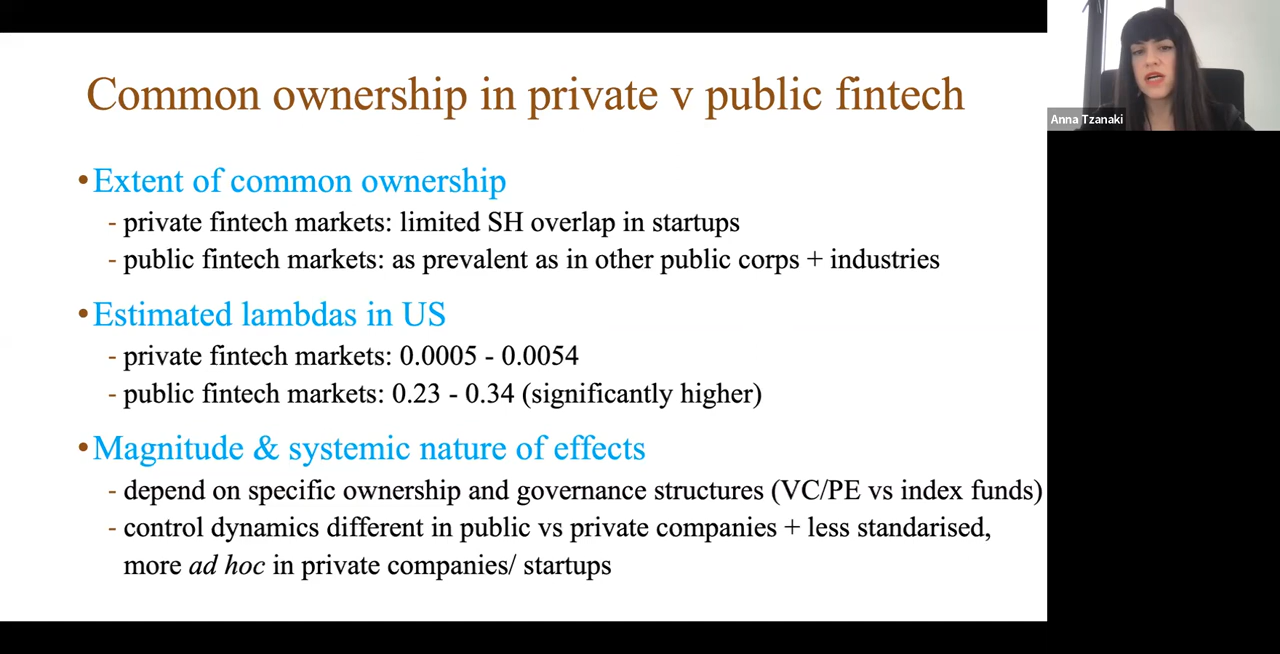 Common ownership in private v public fintech
Anna Tzanaki
•Extent of common ownership
- private fintech markets: limited SH overlap in startups
- public fintech markets: as prevalent as in other public corps + industries
•Estimated lambdas in US
- private fintech markets: 0.0005 - 0.0054
- public fintech markets: 0.23 - 0.34 (significantly higher)
•Magnitude & systemic nature of effects
- depend on specific ownership and governance structures (VC/PE vs index funds)
- control dynamics different in public vs private companies + less standarised,
more ad hoc in private companies/ startups